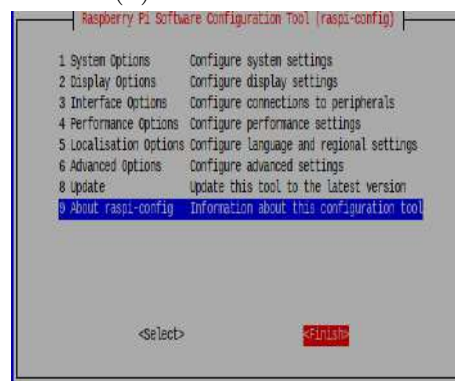 Raspberry Pi Software Configuration Tool (raspi-config)
1 System Options Configure system settings
2 Display Options Configure display settings
3 Interface Options Configure connections to peripherals
4 Performance Options Configure performance settings
5 Localisation Options Configure language and regional settings
6 Advanced Options Configure advanced settings
8 Update Update this tool to the latest version
9 About raspi-config Information about this configuration tool
<Select> <Finish>